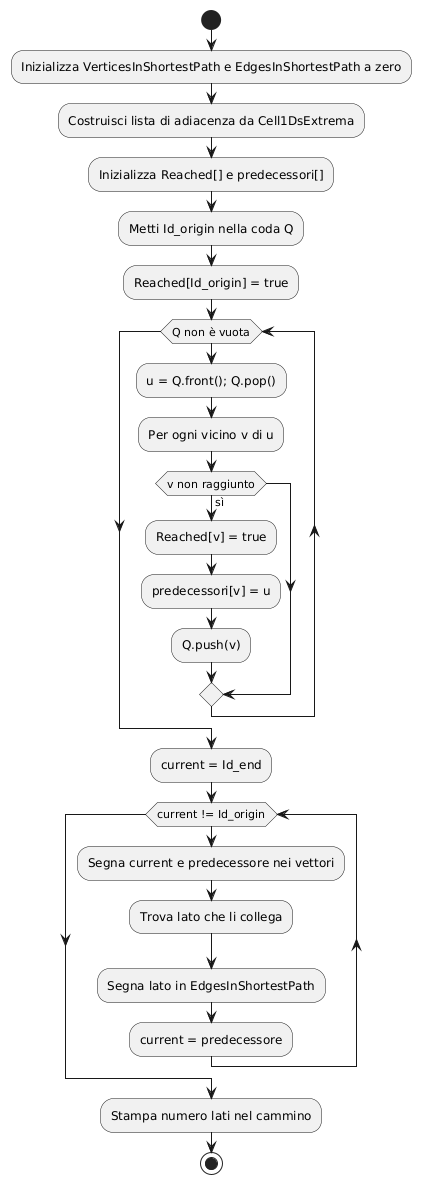 Inizializza VerticesInShortestPath e EdgesInShortestPath a zero
Costruisci lista di adiacenza da Cell1DsExtrema
Inizializza Reached[] e predecessori[]
Metti Id_origin nella coda Q
Reached[Id_origin] = true
Q non è vuota
u = Q.front(); Q.pop()
Per ogni vicino v di u
v non raggiunto
sì
Reached[v] = true
predecessori[v] = u
Q.push(v)
current = Id_end
current != Id_origin
Segna current e predecessore nei vettori
Trova lato che li collega
Segna lato in EdgesInShortestPath
current = predecessore
Stampa numero lati nel cammino